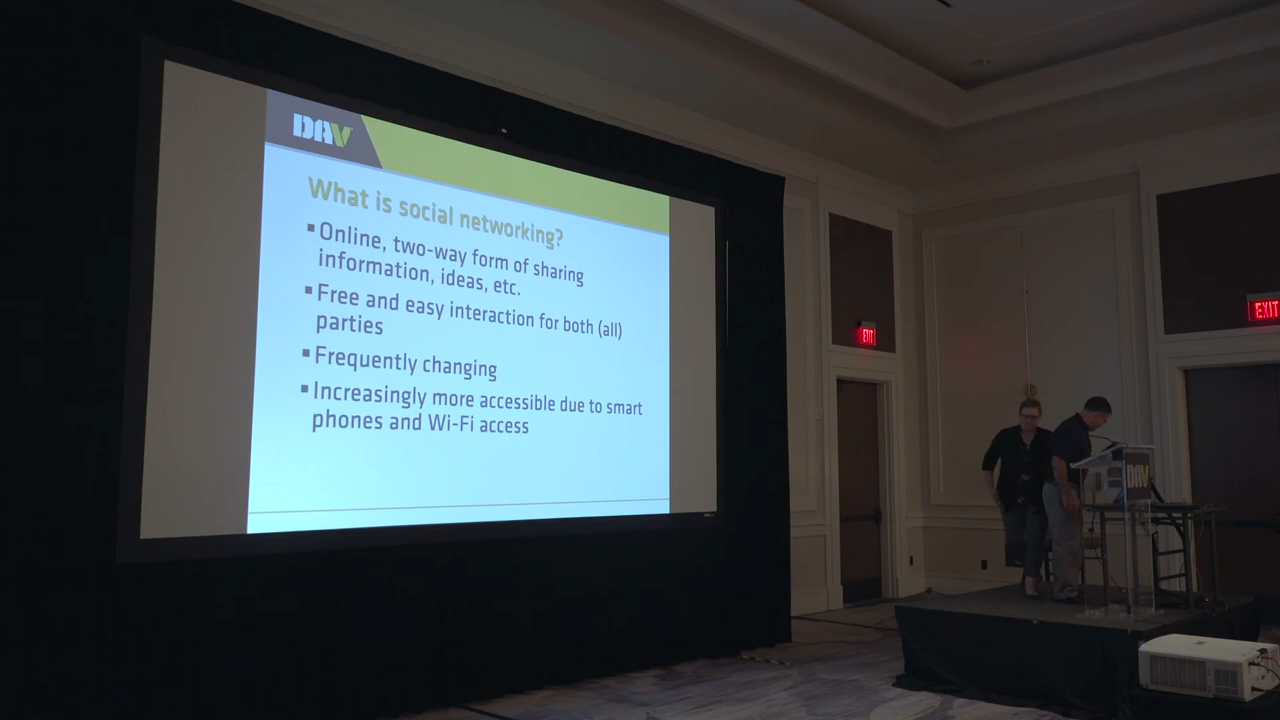 DAV
What is social networking?
▪ Online, two-way form of sharing
information, ideas, etc.
▪ Free and easy interaction for both (all)
parties
▪ Frequently changing
▪ Increasingly more accessible due to smart
phones and Wi-Fi access
EXIT
EXIT
DAV